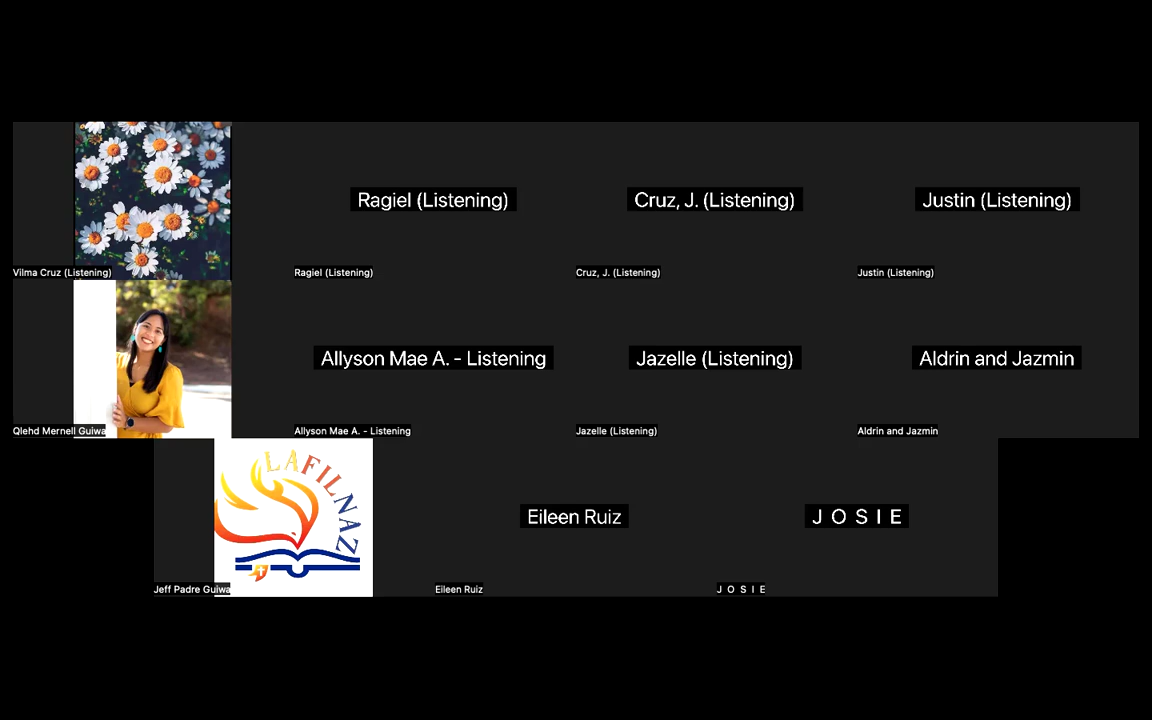 Ragiel (Listening)
Cruz, J. (Listening)
Justin (Listening)
Vilma Cruz (Listening)
Ragiel (Listening)
Cruz, J. (Listening)
Justin (Listening)
Allyson Mae A. - Listening
Jazelle (Listening)
Aldrin and Jazmin
Qlehd Mernell Guiwa
Allyson Mae A. - Listening
Jazelle (Listening)
Aldrin and Jazmin
LAFILNAZ
Eileen Ruiz
J O S I E
Jeff Padre Guiwa
Eileen Ruiz
J O S I E